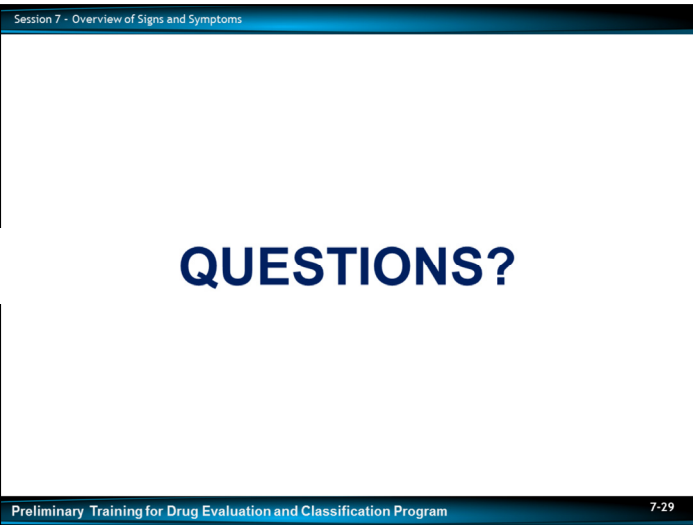 Session 7 - Overview of Signs and Symptoms
QUESTIONS?
Preliminary Training for Drug Evaluation and Classification Program
7-29